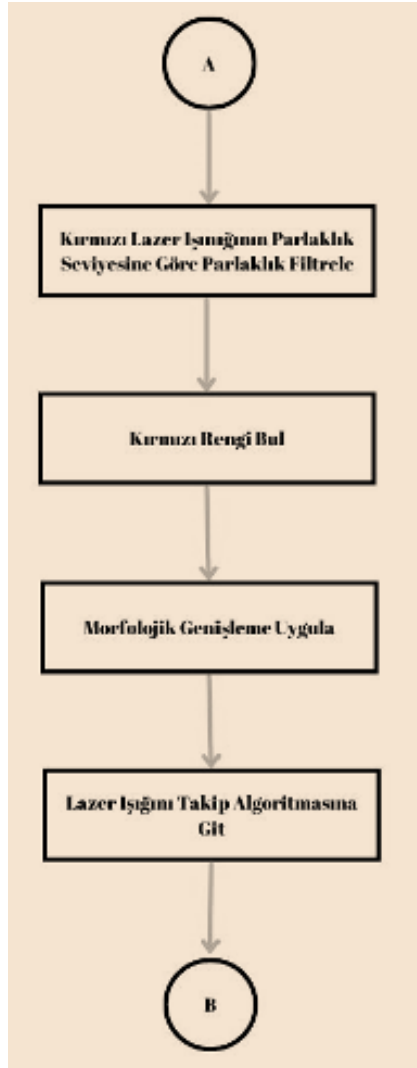 A
Kırmızı Lazer Işınığının Parlaklık
Seviyesine Göre Parlaklık Filtrele
Kırmızı Rengi Bul
Morfolojik Genişleme Uygula
Lazer Işığını Takip Algoritmasına
Git
B